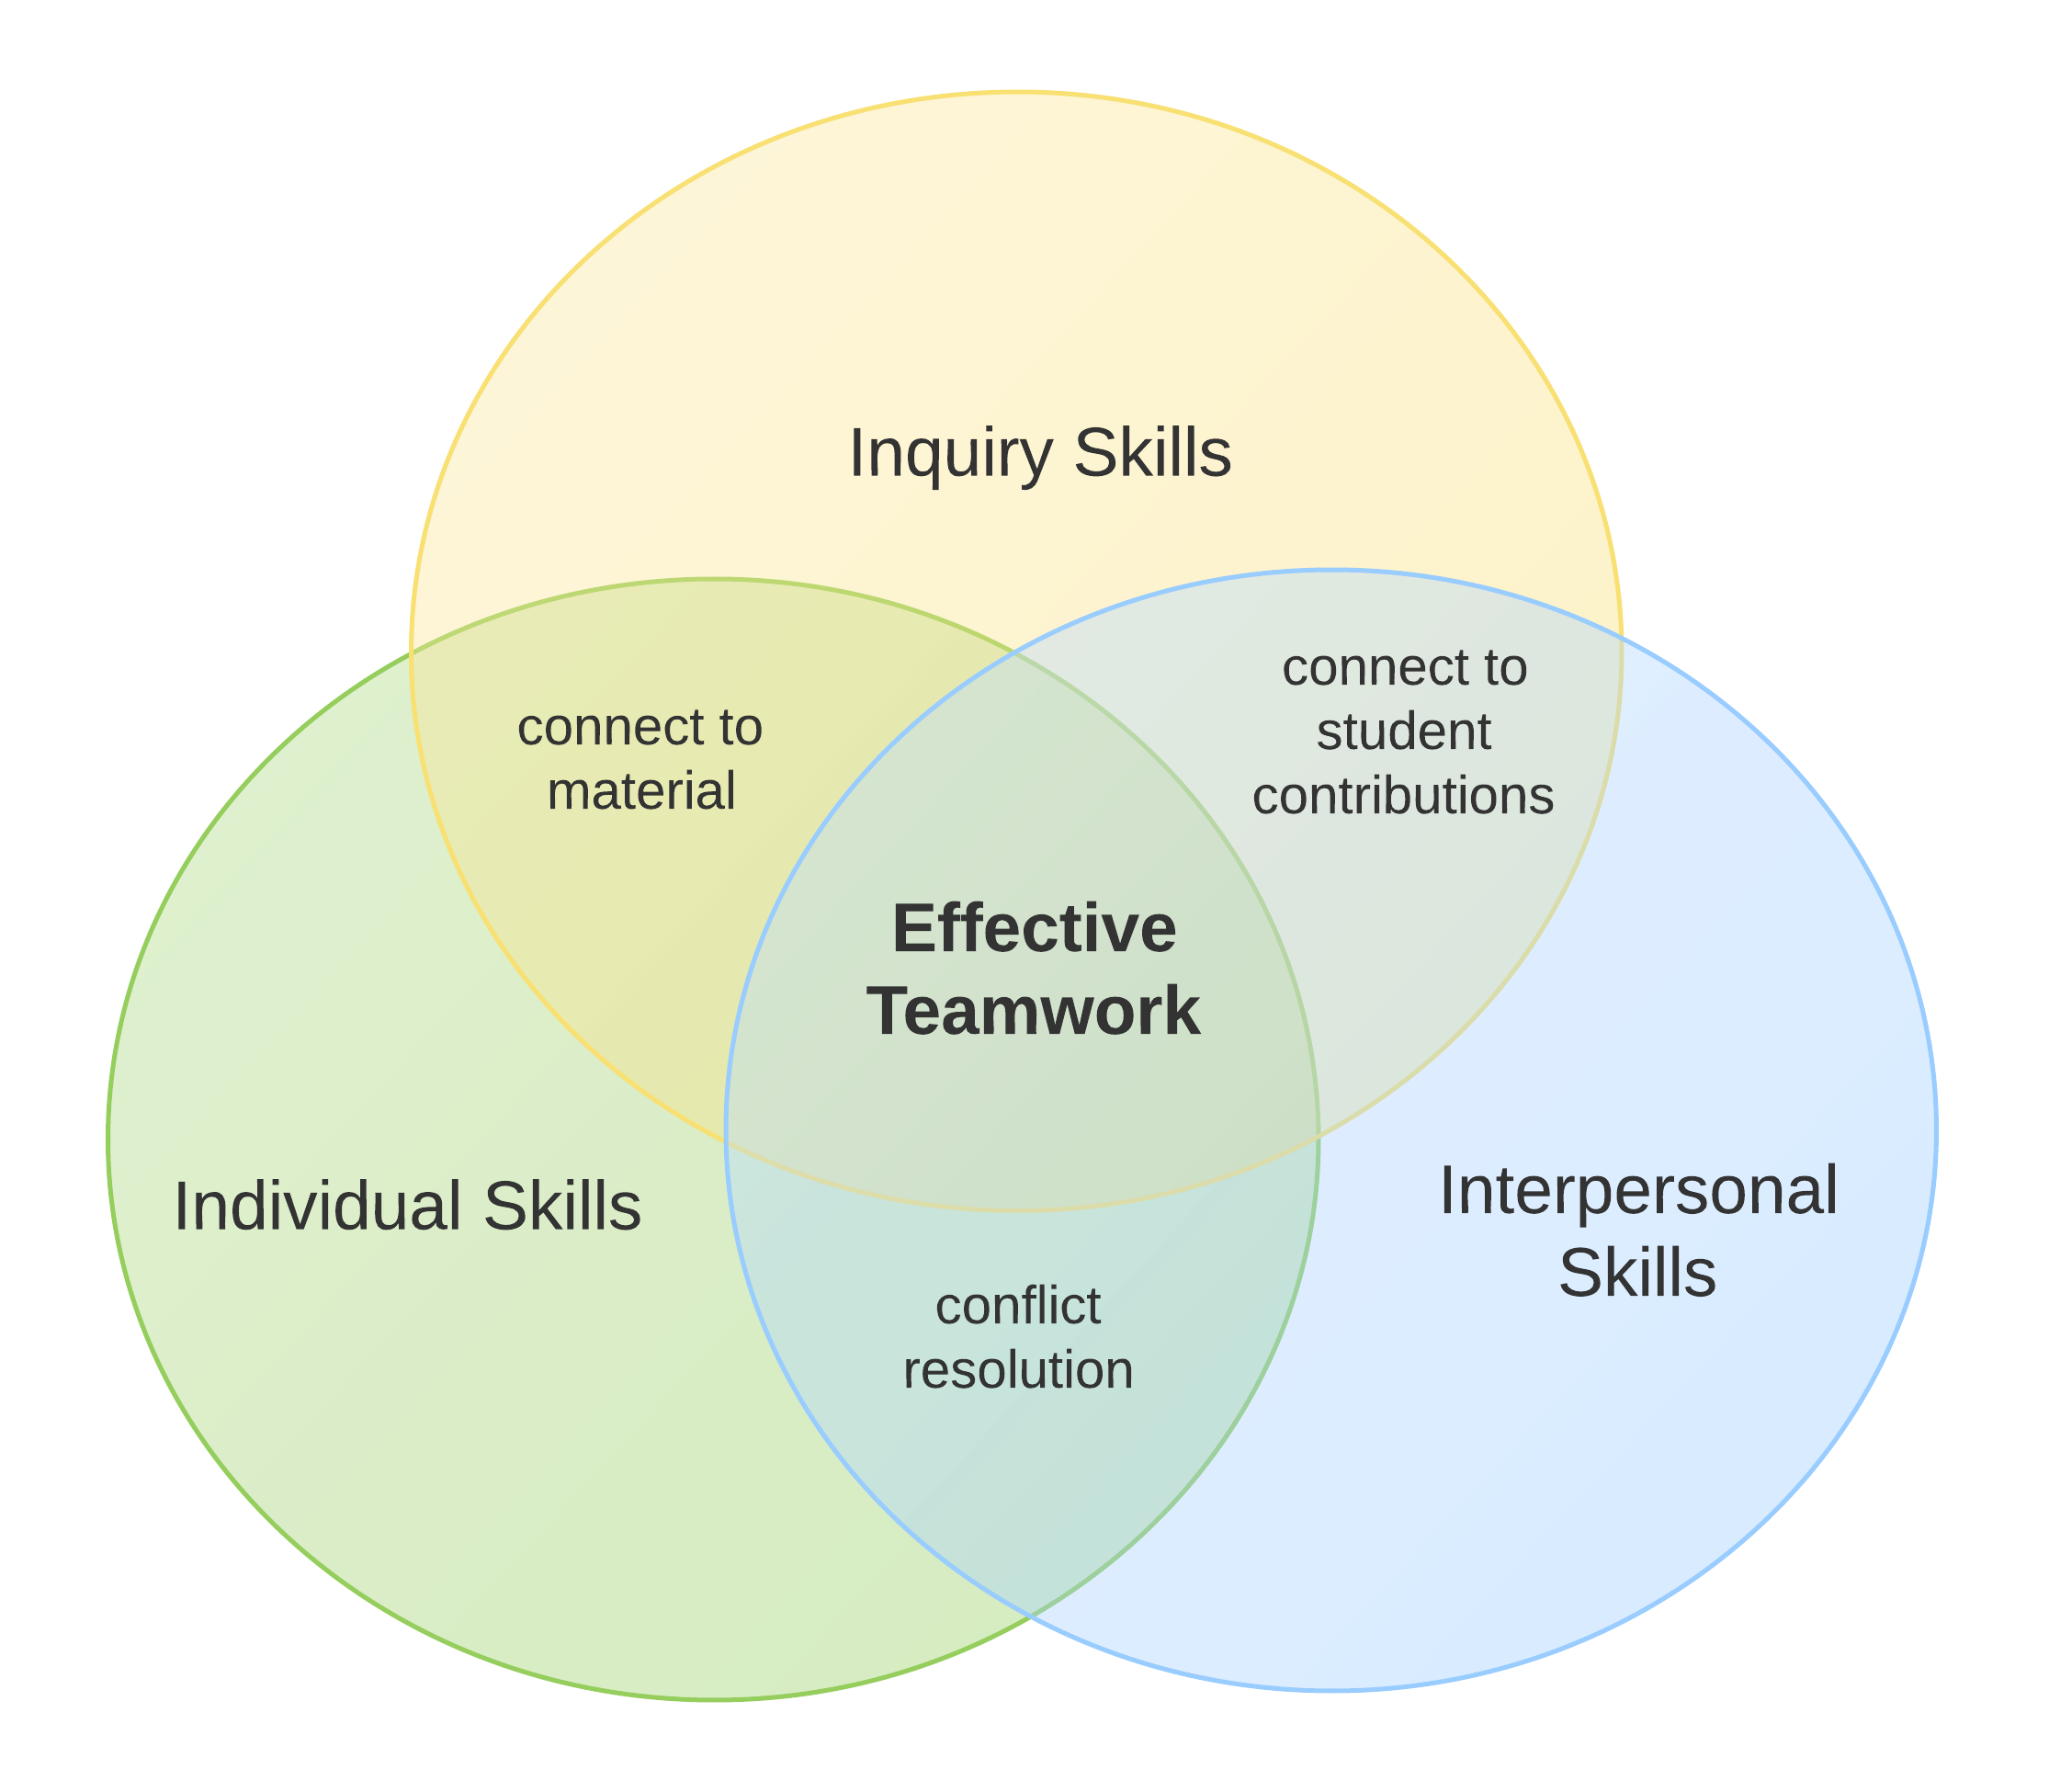 Inquiry Skills
connect to
material
connect to
student
contributions
Effective
Teamwork
Individual Skills
Interpersonal
Skills
conflict
resolution